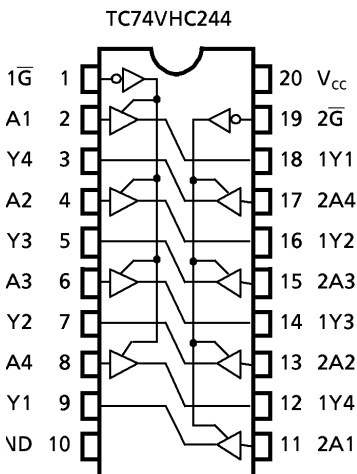 TC74VHC244
1G̅ 1 20 VCC
A1 2 19 2G̅
Y4 3 18 1Y1
A2 4 17 2A4
Y3 5 16 1Y2
A3 6 15 2A3
Y2 7 14 1Y3
A4 8 13 2A2
Y1 9 12 1Y4
ND 10 11 2A1